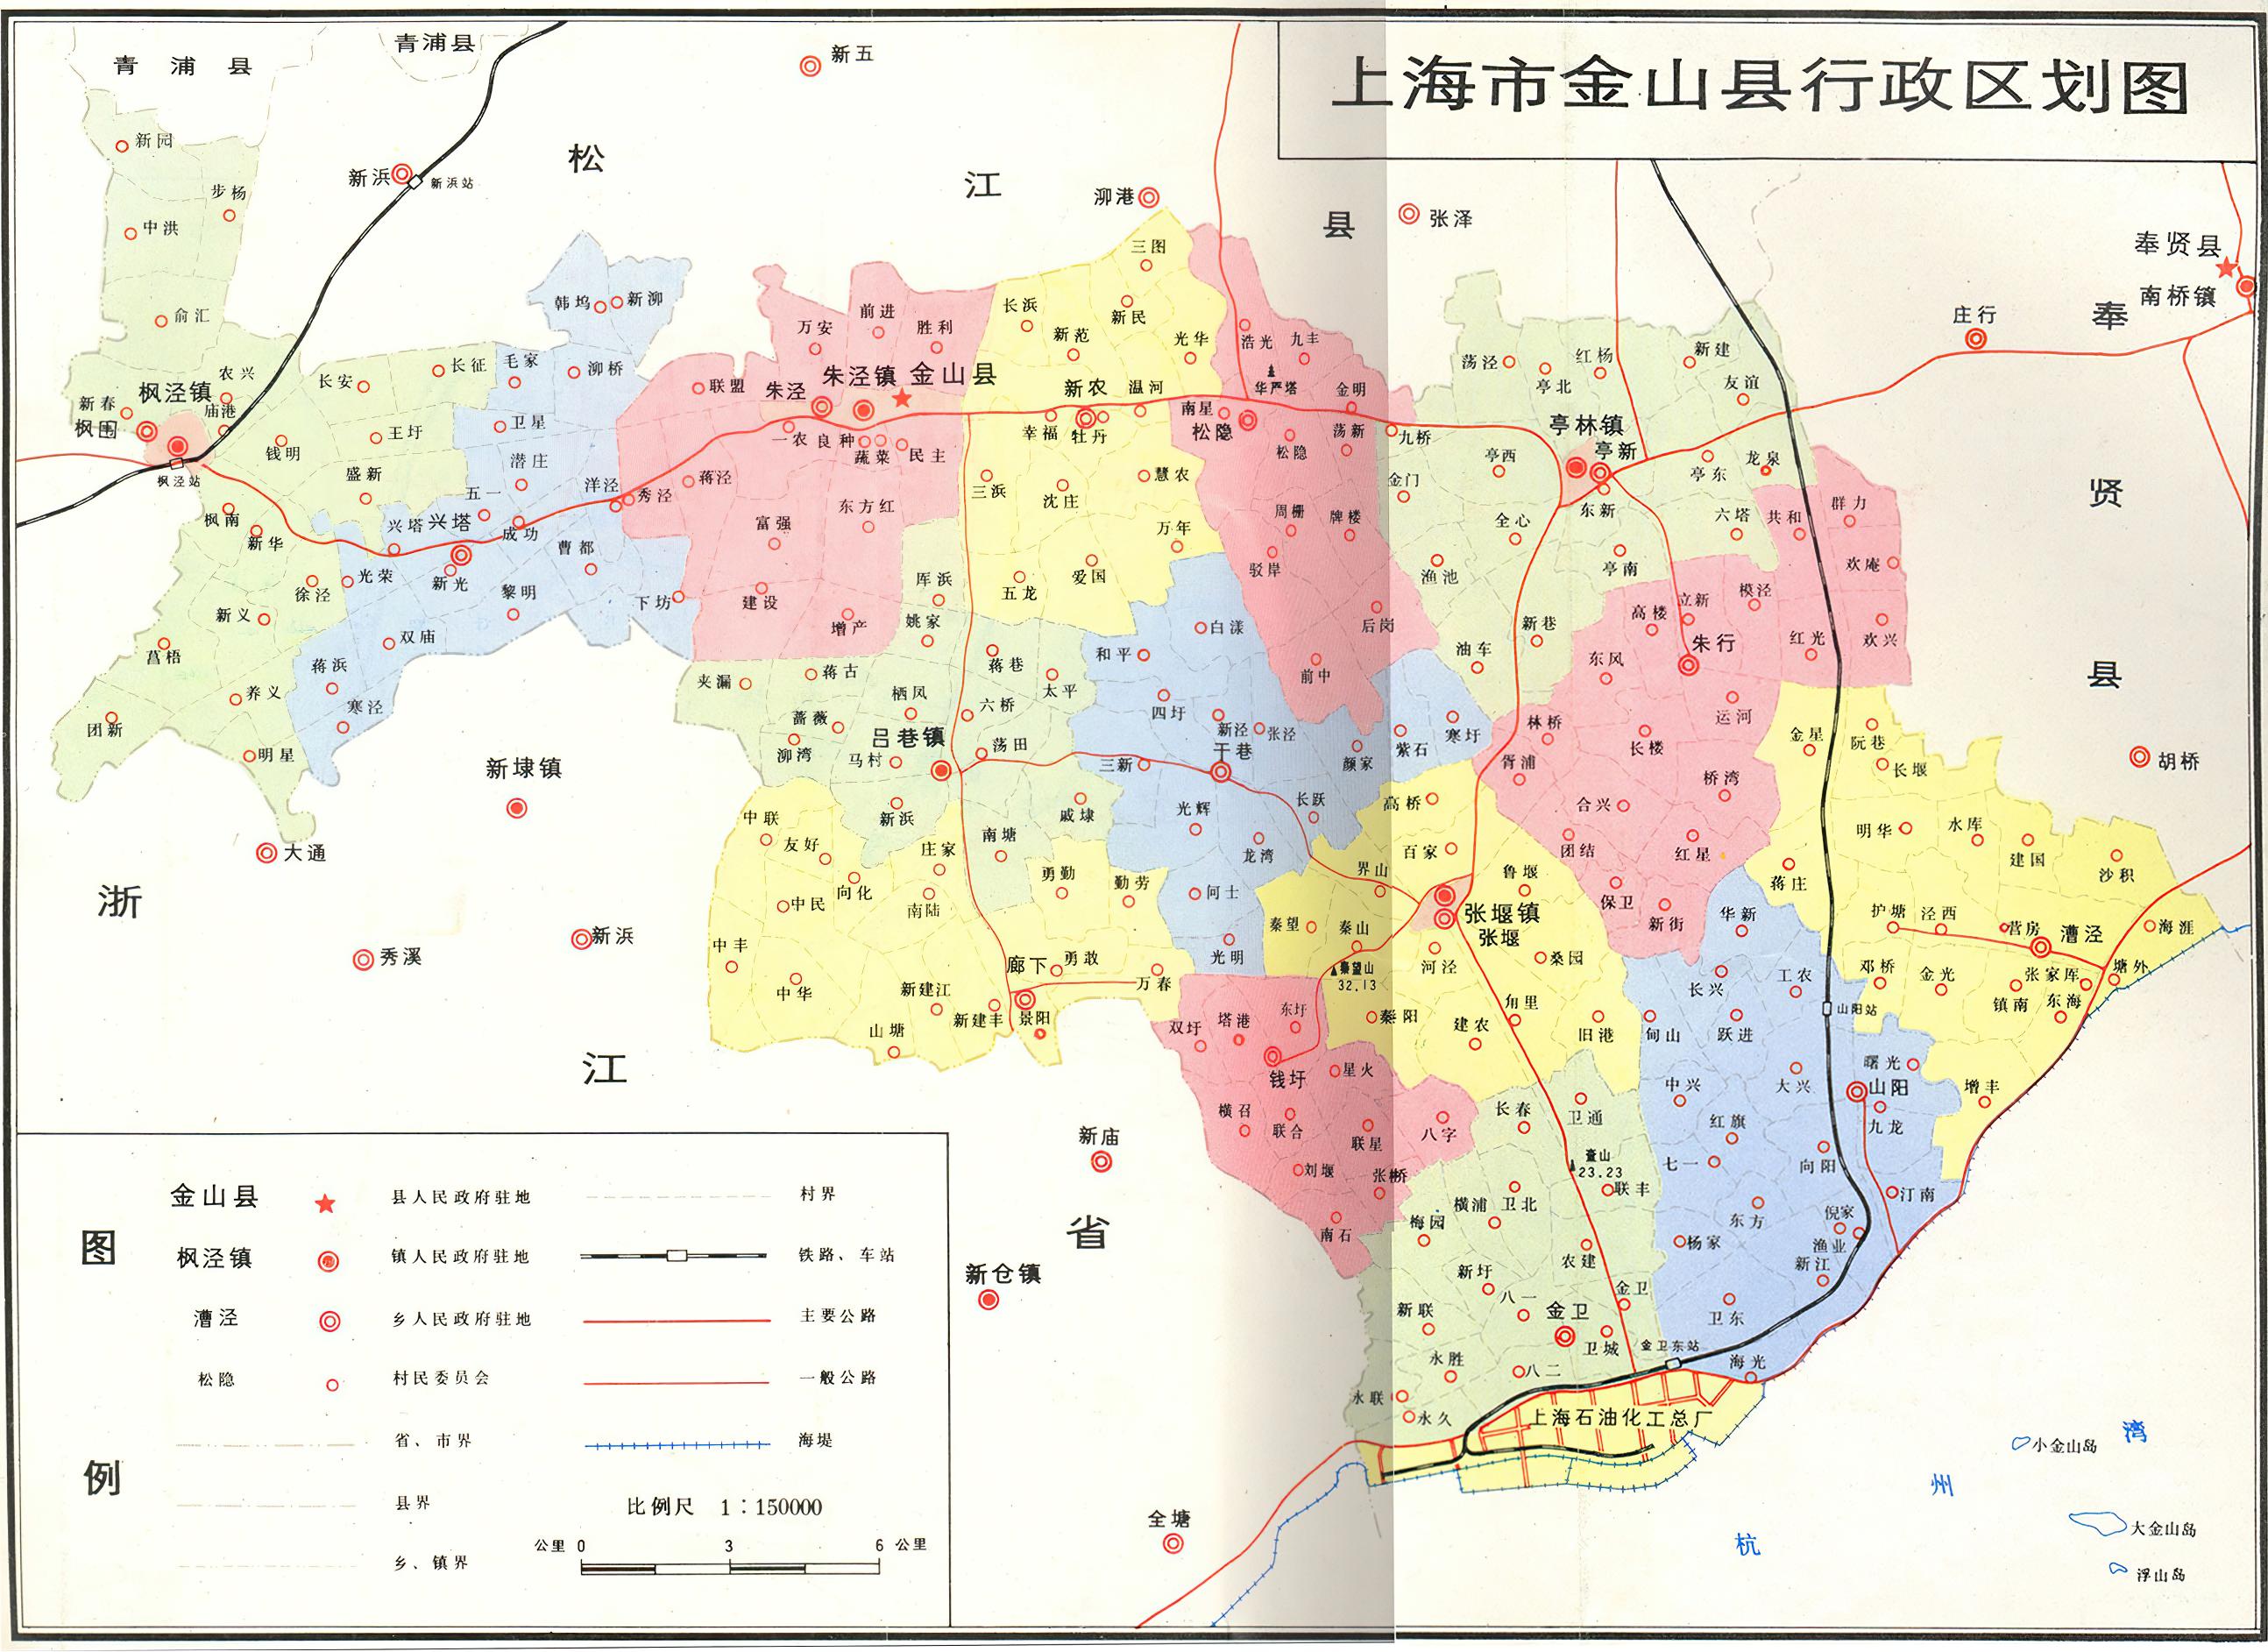 上海市金山县行政区划图
青浦县
青浦县
新五
松
江
县
新浜
新浜站
泖港
张泽
奉贤县
南桥镇
庄行
奉
贤
县
胡桥
新园
步杨
中洪
俞汇
农兴
枫泾镇
新春
庙港
枫围
枫泾站
长安
长征
钱明
王圩
盛新
枫南
新华
徐泾
新义
菖梧
养义
团新
明星
韩坞
新泖
毛家
泖桥
卫星
潜庄
五一
洋泾
兴塔
兴塔
成功
曹都
光荣
新光
黎明
下坊
双庙
蒋浜
寒泾
万安
前进
胜利
联盟
朱泾
朱泾镇
金山县
一农
良种
蔬菜
民主
秀泾
蒋泾
富强
东方红
建设
增产
三图
长浜
新范
新民
光华
新农
温河
幸福
牡丹
三浜
沈庄
慧农
万年
五龙
爱国
浩光
九丰
华严塔
金明
南星
松隐
松隐
荡新
九桥
周栅
牌楼
驳岸
后岗
前中
荡泾
亭北
红杨
新建
友谊
亭林镇
亭新
亭西
金门
全心
东新
亭东
龙泉
六塔
亭南
渔池
新巷
油车
共和
群力
欢庵
高楼
立新
模泾
朱行
红光
欢兴
东风
运河
林桥
长楼
胥浦
桥湾
合兴
团结
红星
保卫
新街
厍浜
姚家
蒋巷
太平
夹漏
蒋古
栖凤
六桥
蔷薇
吕巷镇
荡田
泖湾
马村
新浜
南塘
戚埭
白漾
和平
四圩
新泾
张泾
干巷
三新
颜家
紫石
寒圩
光辉
长跃
龙湾
何士
光明
中联
友好
庄家
向化
中民
南陆
勇勤
勤劳
中丰
中华
廊下
勇敢
万春
新建江
新建丰
景阳
山塘
高桥
百家
界山
鲁堰
张堰镇
张堰
秦望
秦山
秦望山
32.13
河泾
桑园
秦阳
建农
角里
旧港
双圩
塔港
东圩
钱圩
星火
横召
联合
联星
八字
刘堰
张桥
南石
金星
阮巷
长堰
明华
水库
建国
沙积
蒋庄
护塘
泾西
营房
漕泾
海涯
邓桥
金光
张家厍
塘外
镇南
东海
增丰
华新
工农
长兴
山阳站
甸山
跃进
曙光
中兴
大兴
山阳
红旗
九龙
七一
向阳
汀南
东方
倪家
杨家
渔业
新江
卫东
海光
长春
卫通
查山
23.23
联丰
横浦
卫北
梅园
农建
新圩
八一
金卫
金卫
新联
卫城
金卫东站
永胜
八二
永联
永久
上海石油化工总厂
新埭镇
大通
浙
江
省
秀溪
新浜
新庙
新仓镇
全塘
小金山岛
大金山岛
浮山岛
杭
州
湾
图
例
金山县
县人民政府驻地
枫泾镇
镇人民政府驻地
漕泾
乡人民政府驻地
松隐
村民委员会
省、市界
县界
乡、镇界
村界
铁路、车站
主要公路
一般公路
海堤
比例尺 1：150000
公里 0 3 6 公里